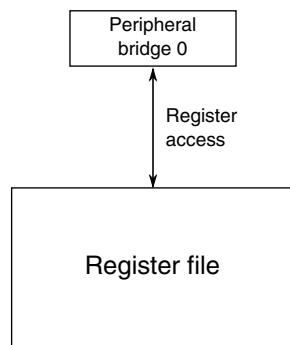 Peripheral
bridge 0
Register
access
Register file